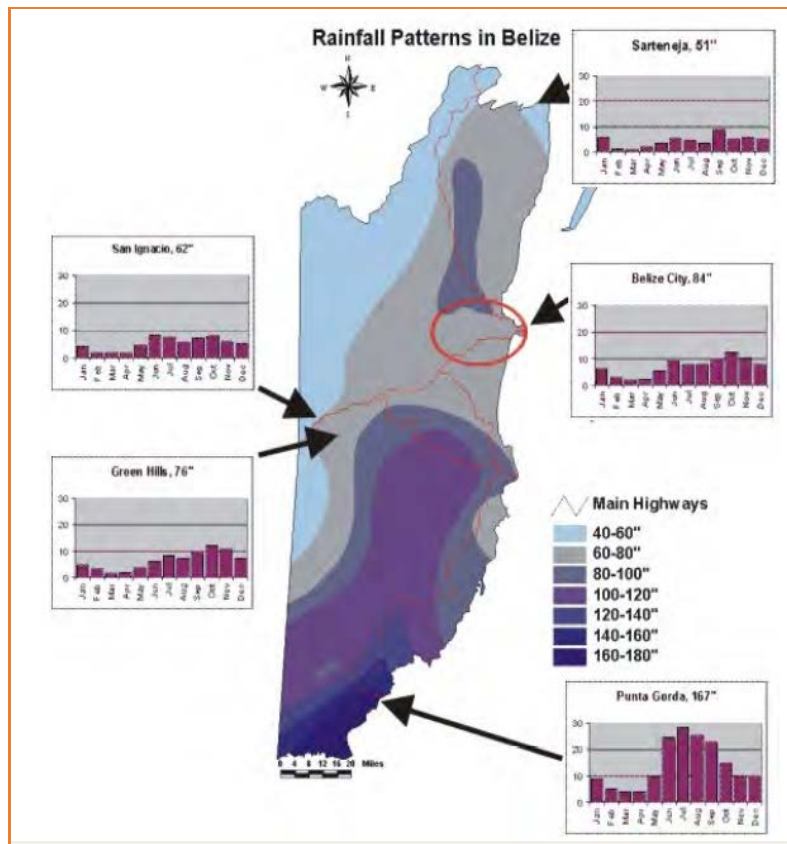 Rainfall Patterns in Belize
N
W
E
S
Sarteneja, 51"
30
20
10
0
Jan
Feb
Mar
Apr
May
Jun
Jul
Aug
Sep
Oct
Nov
Dec
San Ignacio, 62"
30
20
10
0
Jan
Feb
Mar
Apr
May
Jun
Jul
Aug
Sep
Oct
Nov
Dec
Belize City, 84"
30
20
10
0
Jan
Feb
Mar
Apr
May
Jun
Jul
Aug
Sep
Oct
Nov
Dec
Green Hills, 76"
30
20
10
0
Jan
Feb
Mar
Apr
May
Jun
Jul
Aug
Sep
Oct
Nov
Dec
Main Highways
40-60"
60-80"
80-100"
100-120"
120-140"
140-160"
160-180"
Punta Gorda, 167"
30
20
10
0
Jan
Feb
Mar
Apr
May
Jun
Jul
Aug
Sep
Oct
Nov
Dec
0 4 8 12 16 20 Miles